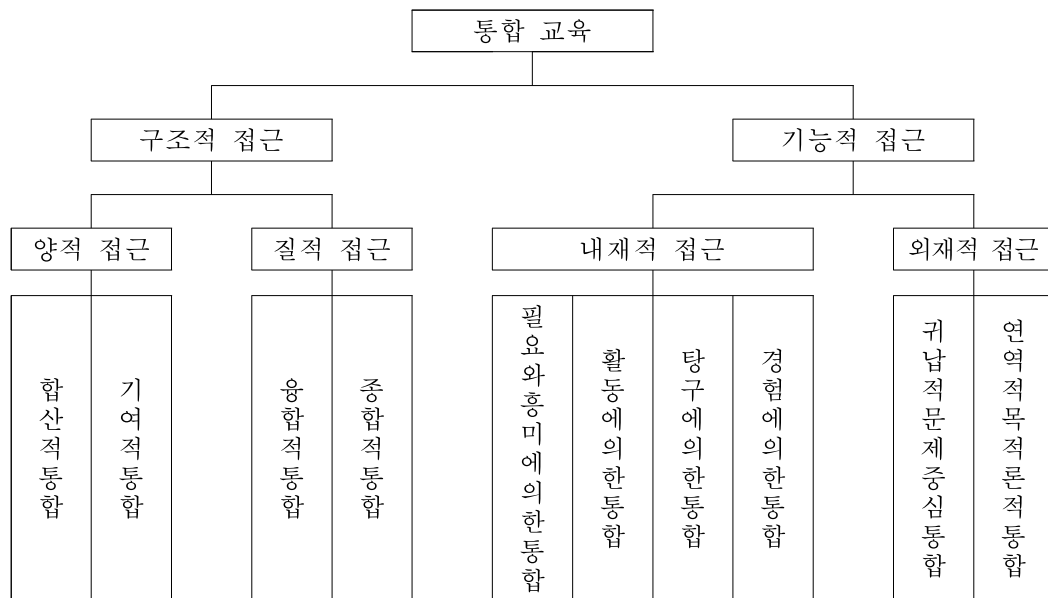 통합 교육
구조적 접근
기능적 접근
양적 접근
질적 접근
내재적 접근
외재적 접근
합산적통합
기여적통합
융합적통합
종합적통합
필요와흥미에의한통합
활동에의한통합
탕구에의한통합
경험에의한통합
귀납적문제중심통합
연역적목적론적통합